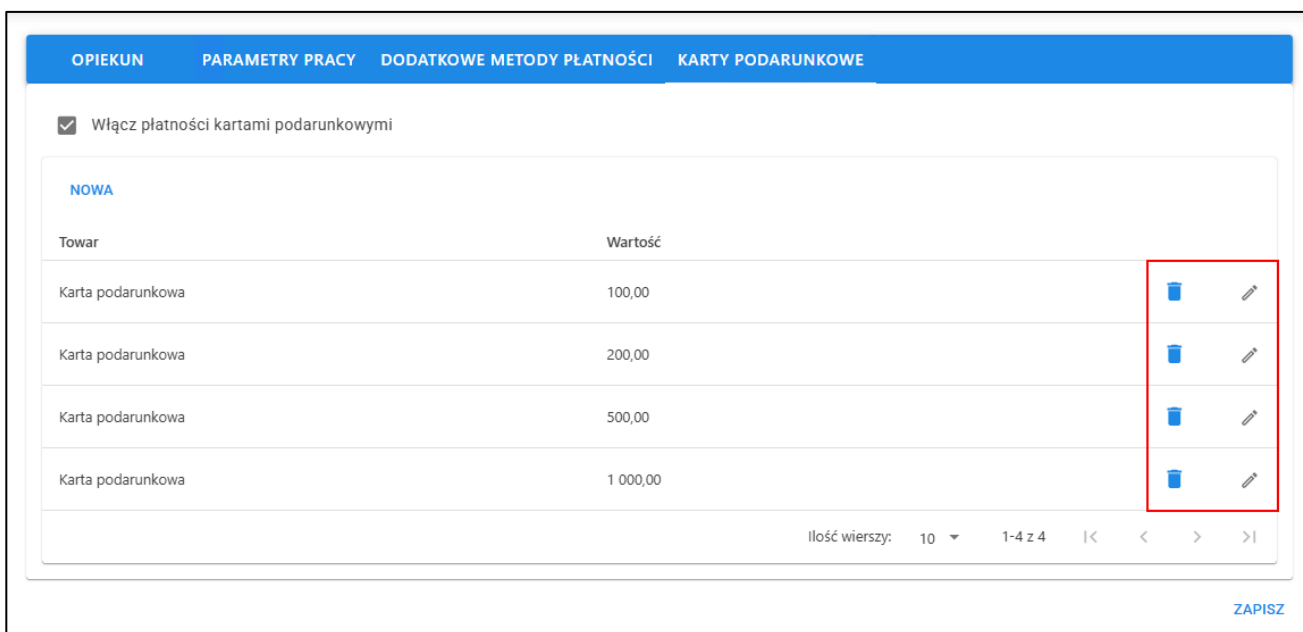 OPIEKUN PARAMETRY PRACY DODATKOWE METODY PŁATNOŚCI KARTY PODARUNKOWE
Włącz płatności kartami podarunkowymi
NOWA
Towar Wartość
Karta podarunkowa 100,00
Karta podarunkowa 200,00
Karta podarunkowa 500,00
Karta podarunkowa 1 000,00
Ilość wierszy: 10 1-4 z 4
ZAPISZ